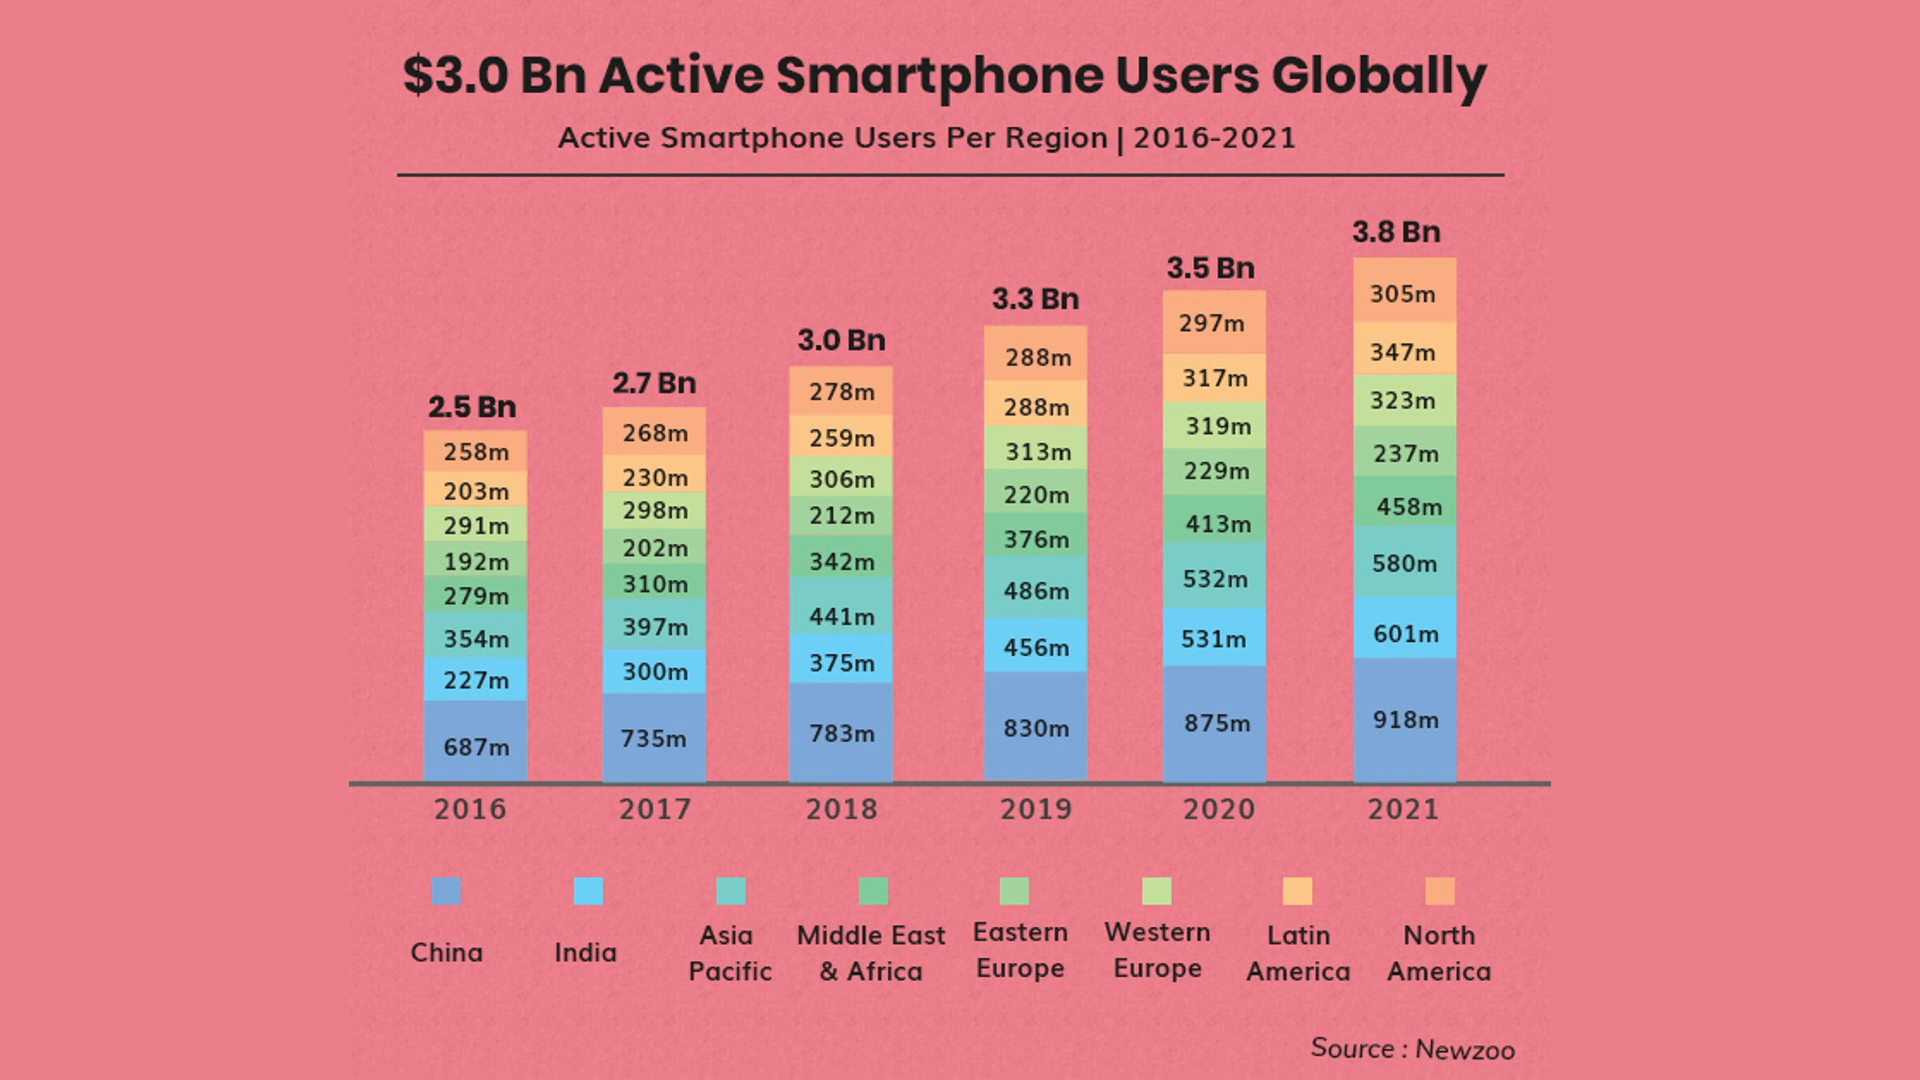 $3.0 Bn Active Smartphone Users Globally
Active Smartphone Users Per Region | 2016-2021
2.5 Bn
258m
203m
291m
192m
279m
354m
227m
687m
2016
2.7 Bn
268m
230m
298m
202m
310m
397m
300m
735m
2017
3.0 Bn
278m
259m
306m
212m
342m
441m
375m
783m
2018
3.3 Bn
288m
288m
313m
220m
376m
486m
456m
830m
2019
3.5 Bn
297m
317m
319m
229m
413m
532m
531m
875m
2020
3.8 Bn
305m
347m
323m
237m
458m
580m
601m
918m
2021
China
India
Asia
Pacific
Middle East
& Africa
Eastern
Europe
Western
Europe
Latin
America
North
America
Source : Newzoo